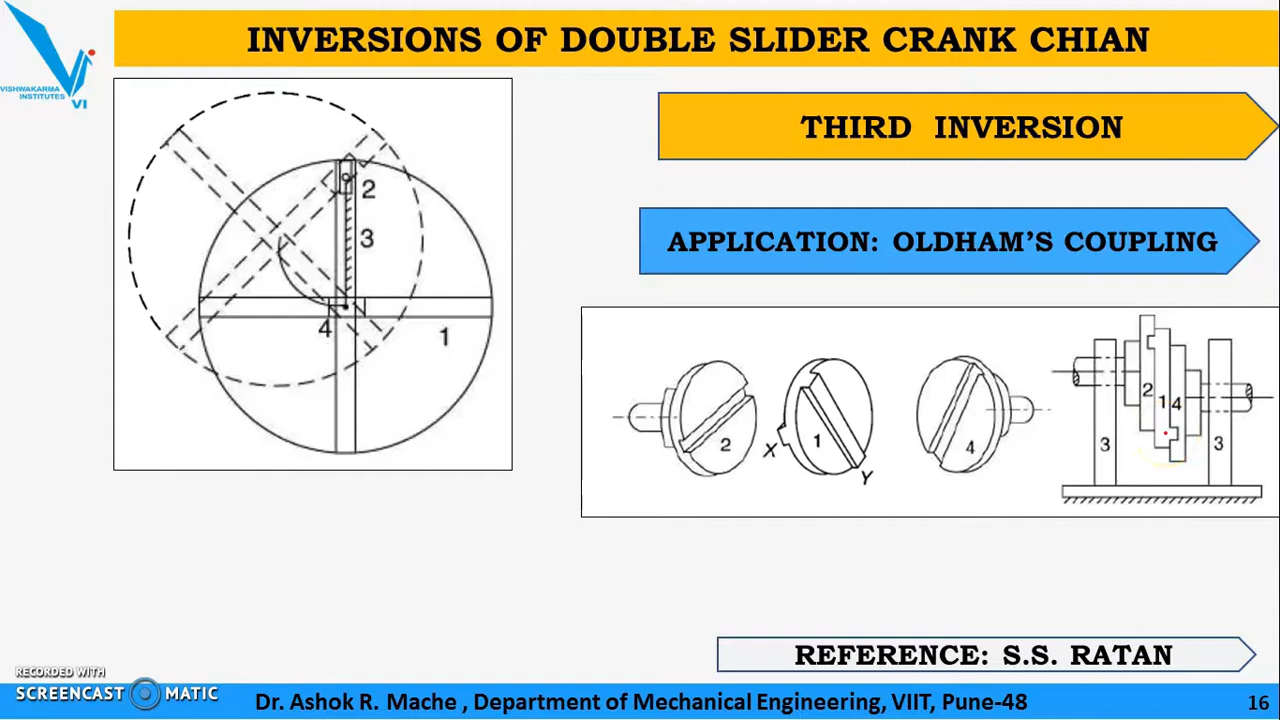 INVERSIONS OF DOUBLE SLIDER CRANK CHIAN
VISHWAKARMA
INSTITUTES
VI
THIRD INVERSION
2
3
4
1
APPLICATION: OLDHAM'S COUPLING
2
X
1
Y
4
3
2
1
4
3
REFERENCE: S.S. RATAN
RECORDED WITH
SCREENCAST MATIC
Dr. Ashok R. Mache , Department of Mechanical Engineering, VIIT, Pune-48
16